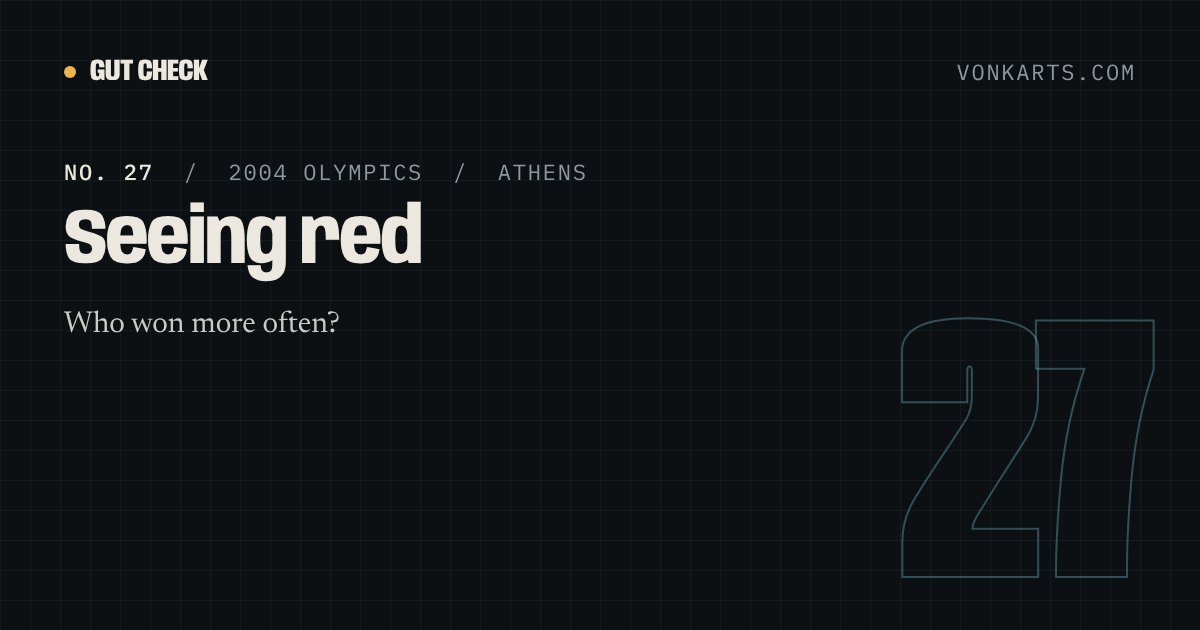 GUT CHECK
VONKARTS.COM
NO. 27 / 2004 OLYMPICS / ATHENS
Seeing red
Who won more often?
27